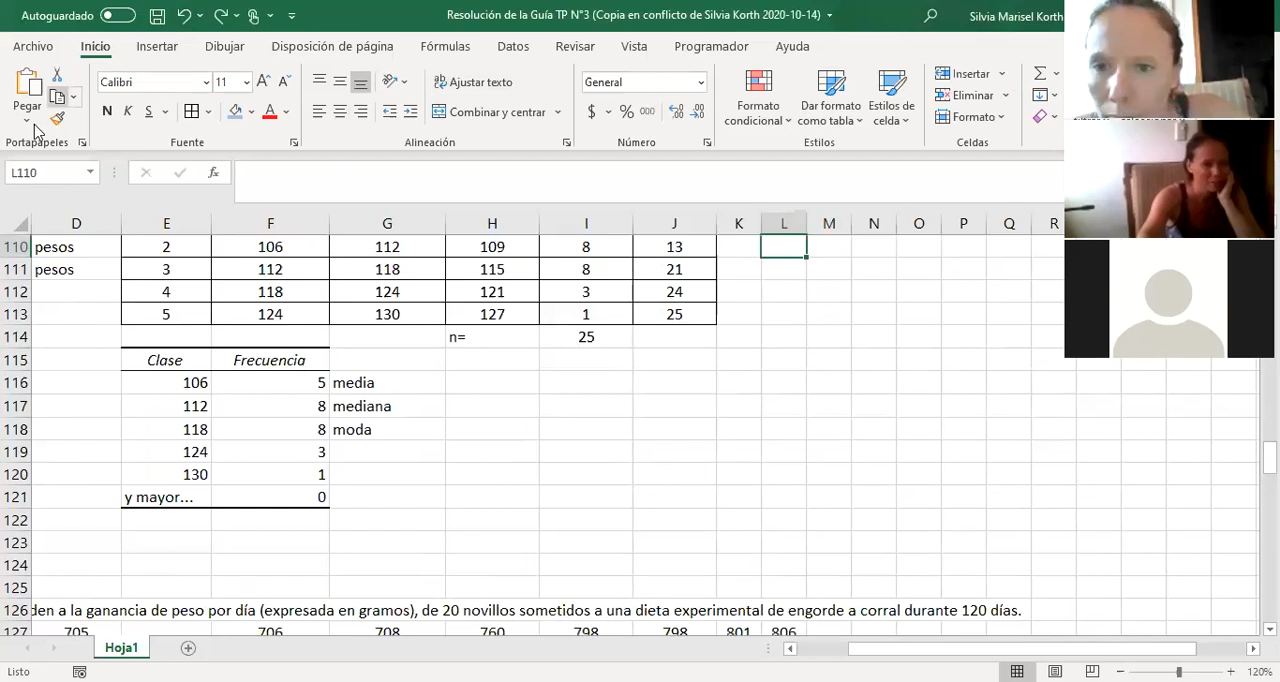 Autoguardado
Resolución de la Guía TP N°3 (Copia en conflicto de Silvia Korth 2020-10-14)
Silvia Marisel Korth
Archivo Inicio Insertar Dibujar Disposición de página Fórmulas Datos Revisar Vista Programador Ayuda
Pegar
Calibri 11
Ajustar texto
General
Formato condicional
Dar formato como tabla
Estilos de celda
Insertar
N K S
Combinar y centrar
$ % 000
Eliminar
Formato
Portapapeles Fuente Alineación Número Estilos Celdas
L110 fx
D E F G H I J K L M N O P Q R
110 pesos 2 106 112 109 8 13
111 pesos 3 112 118 115 8 21
112 4 118 124 121 3 24
113 5 124 130 127 1 25
114 n= 25
115 Clase Frecuencia
116 106 5 media
117 112 8 mediana
118 118 8 moda
119 124 3
120 130 1
121 y mayor... 0
122
123
124
125
126 den a la ganancia de peso por día (expresada en gramos), de 20 novillos sometidos a una dieta experimental de engorde a corral durante 120 días.
127 705 706 708 760 798 798 801 806
Hoja1
Listo 120%